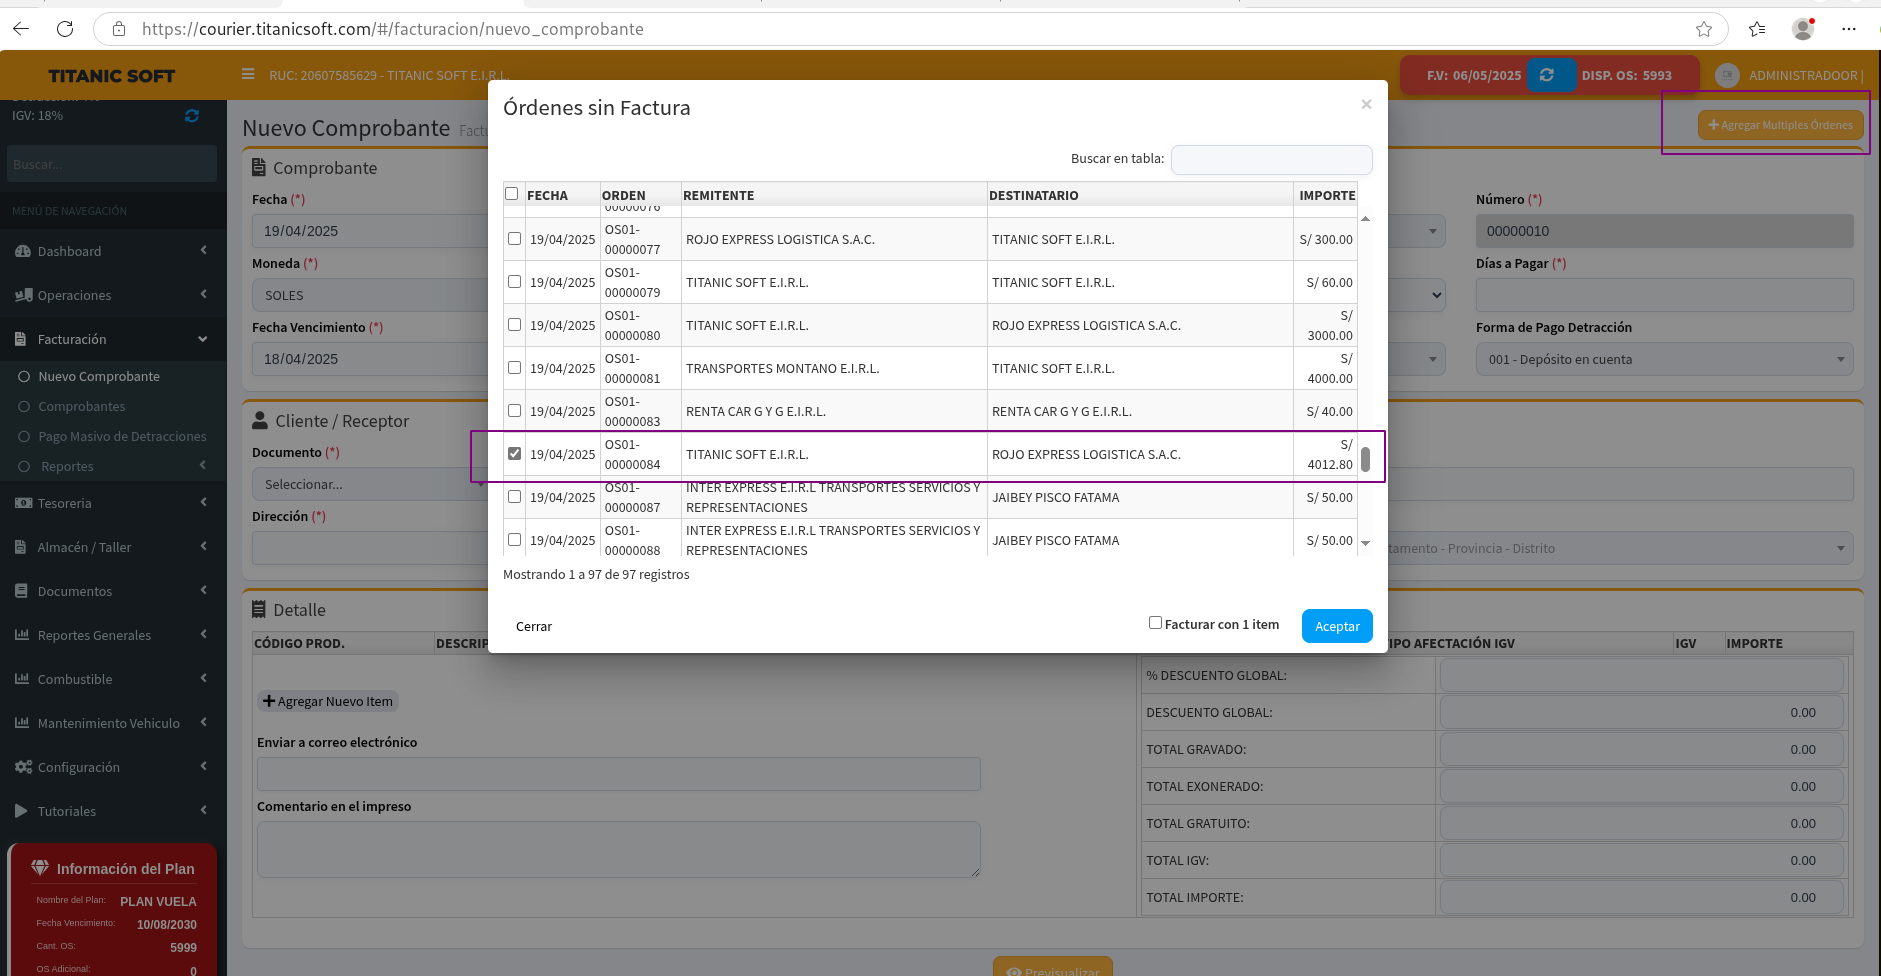 https://courier.titanicsoft.com/#/facturacion/nuevo_comprobante
TITANIC SOFT
RUC: 20607585629 - TITANIC SOFT E.I.R.L.
F.V: 06/05/2025
DISP. OS: 5993
ADMINISTRADOOR |
IGV: 18%
Buscar...
MENÚ DE NAVEGACIÓN
Dashboard
Operaciones
Facturación
Nuevo Comprobante
Comprobantes
Pago Masivo de Detracciones
Reportes
Tesoreria
Almacén / Taller
Documentos
Reportes Generales
Combustible
Mantenimiento Vehiculo
Configuración
Tutoriales
Información del Plan
Nombre del Plan: PLAN VUELA
Fecha Vencimiento: 10/08/2030
Cant. OS: 5999
OS Adicional: 0
Nuevo Comprobante
Agregar Multiples Órdenes
Comprobante
Fecha (*)
19/04/2025
Moneda (*)
SOLES
Fecha Vencimiento (*)
18/04/2025
Número (*)
00000010
Días a Pagar (*)
Forma de Pago Detracción
001 - Depósito en cuenta
Cliente / Receptor
Documento (*)
Seleccionar...
Dirección (*)
tamento - Provincia - Distrito
Detalle
CÓDIGO PROD.
DESCRIP
IPO AFECTACIÓN IGV
IGV
IMPORTE
Agregar Nuevo Item
Enviar a correo electrónico
Comentario en el impreso
% DESCUENTO GLOBAL:
DESCUENTO GLOBAL: 0.00
TOTAL GRAVADO: 0.00
TOTAL EXONERADO: 0.00
TOTAL GRATUITO: 0.00
TOTAL IGV: 0.00
TOTAL IMPORTE: 0.00
Previsualizar
Órdenes sin Factura
×
Buscar en tabla:
FECHA ORDEN REMITENTE DESTINATARIO IMPORTE
00000076
19/04/2025 OS01-00000077 ROJO EXPRESS LOGISTICA S.A.C. TITANIC SOFT E.I.R.L. S/ 300.00
19/04/2025 OS01-00000079 TITANIC SOFT E.I.R.L. TITANIC SOFT E.I.R.L. S/ 60.00
19/04/2025 OS01-00000080 TITANIC SOFT E.I.R.L. ROJO EXPRESS LOGISTICA S.A.C. S/ 3000.00
19/04/2025 OS01-00000081 TRANSPORTES MONTANO E.I.R.L. TITANIC SOFT E.I.R.L. S/ 4000.00
19/04/2025 OS01-00000083 RENTA CAR G Y G E.I.R.L. RENTA CAR G Y G E.I.R.L. S/ 40.00
19/04/2025 OS01-00000084 TITANIC SOFT E.I.R.L. ROJO EXPRESS LOGISTICA S.A.C. S/ 4012.80
19/04/2025 OS01-00000087 INTER EXPRESS E.I.R.L TRANSPORTES SERVICIOS Y REPRESENTACIONES JAIBEY PISCO FATAMA S/ 50.00
19/04/2025 OS01-00000088 INTER EXPRESS E.I.R.L TRANSPORTES SERVICIOS Y REPRESENTACIONES JAIBEY PISCO FATAMA S/ 50.00
Mostrando 1 a 97 de 97 registros
Cerrar
Facturar con 1 item
Aceptar